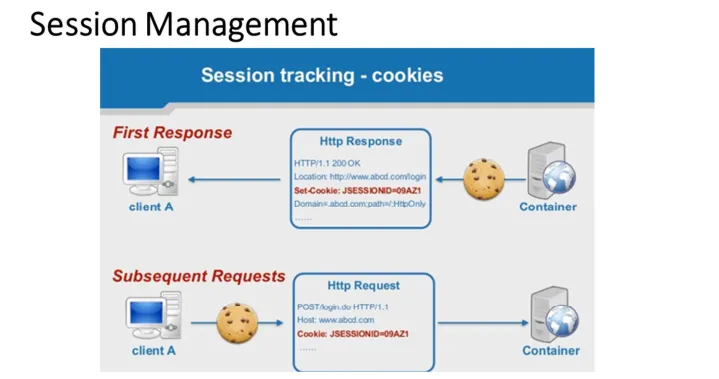 Session Management
Session tracking - cookies
First Response
Http Response
HTTP/1.1 200 OK
Location: http://www.abcd.com/login
Set-Cookie: JSESSIONID=09AZ1
Domain=.abcd.com;path=/;HttpOnly
......
client A
Container
Subsequent Requests
Http Request
POST/login.do HTTP/1.1
Host: www.abcd.com
Cookie: JSESSIONID=09AZ1
......
client A
Container